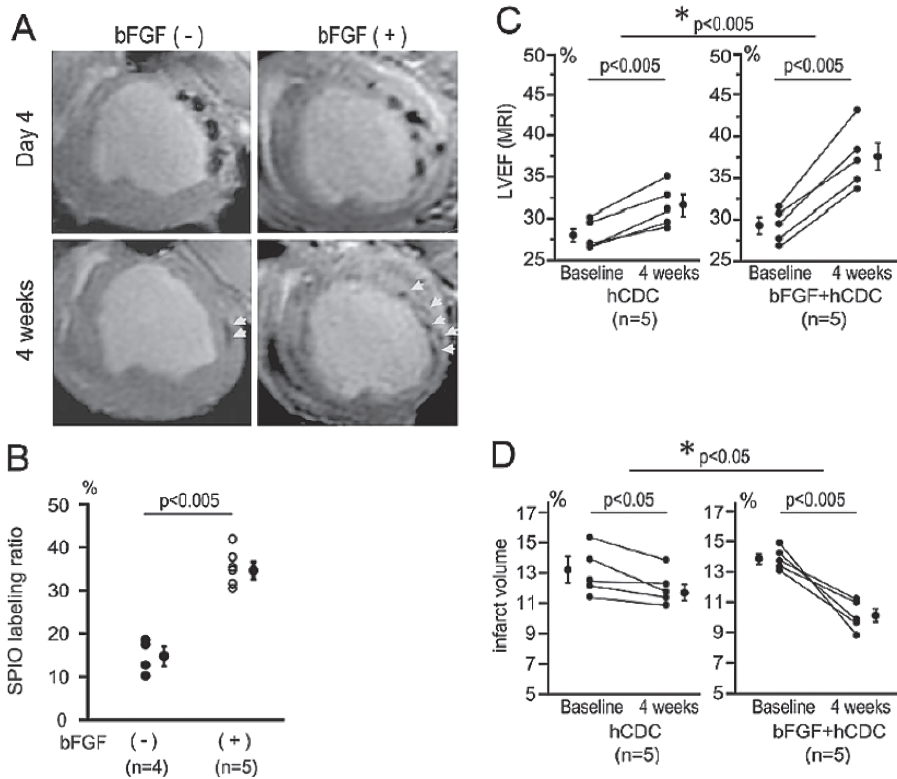 A
bFGF ( - )
bFGF ( + )
Day 4
4 weeks
B
%
p<0.005
50
40
30
20
10
0
SPIO labeling ratio
bFGF
( - )
( + )
(n=4)
(n=5)
C
* p<0.005
%
p<0.005
50
45
40
35
30
25
LVEF (MRI)
Baseline
4 weeks
hCDC
(n=5)
%
p<0.005
50
45
40
35
30
25
Baseline
4 weeks
bFGF+hCDC
(n=5)
D
* p<0.05
%
p<0.05
17
15
13
11
9
7
5
infarct volume
Baseline
4 weeks
hCDC
(n=5)
%
p<0.005
17
15
13
11
9
7
5
Baseline
4 weeks
bFGF+hCDC
(n=5)